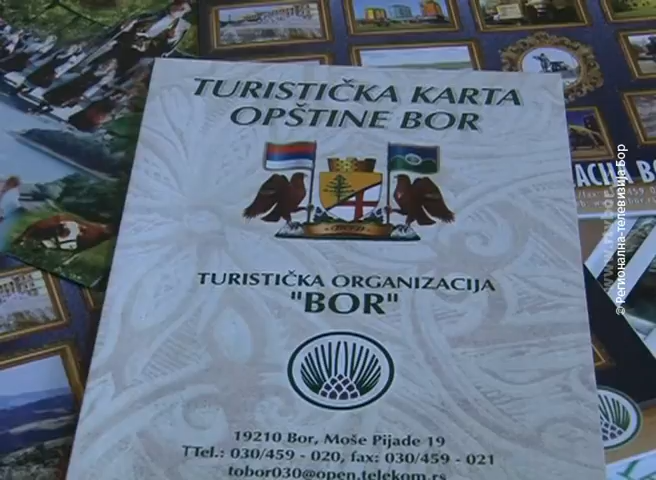 TURISTIČKA KARTA
OPŠTINE BOR
TURISTIČKA ORGANIZACIJA
"BOR"
19210 Bor, Moše Pijade 19
TTel.: 030/459 - 020, fax: 030/459 - 021
tobor030@open.telekom.rs
© Регионална-телевизија Бор